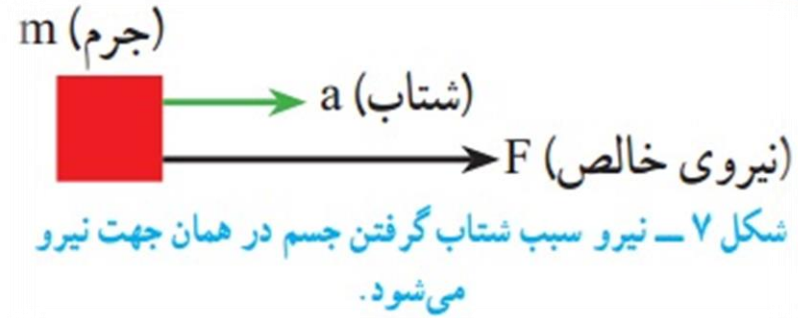 m (جرم)
a (شتاب)
F (نیروی خالص)
شکل ۷ ــ نیرو سبب شتاب گرفتن جسم در همان جهت نیرو
می‌شود.